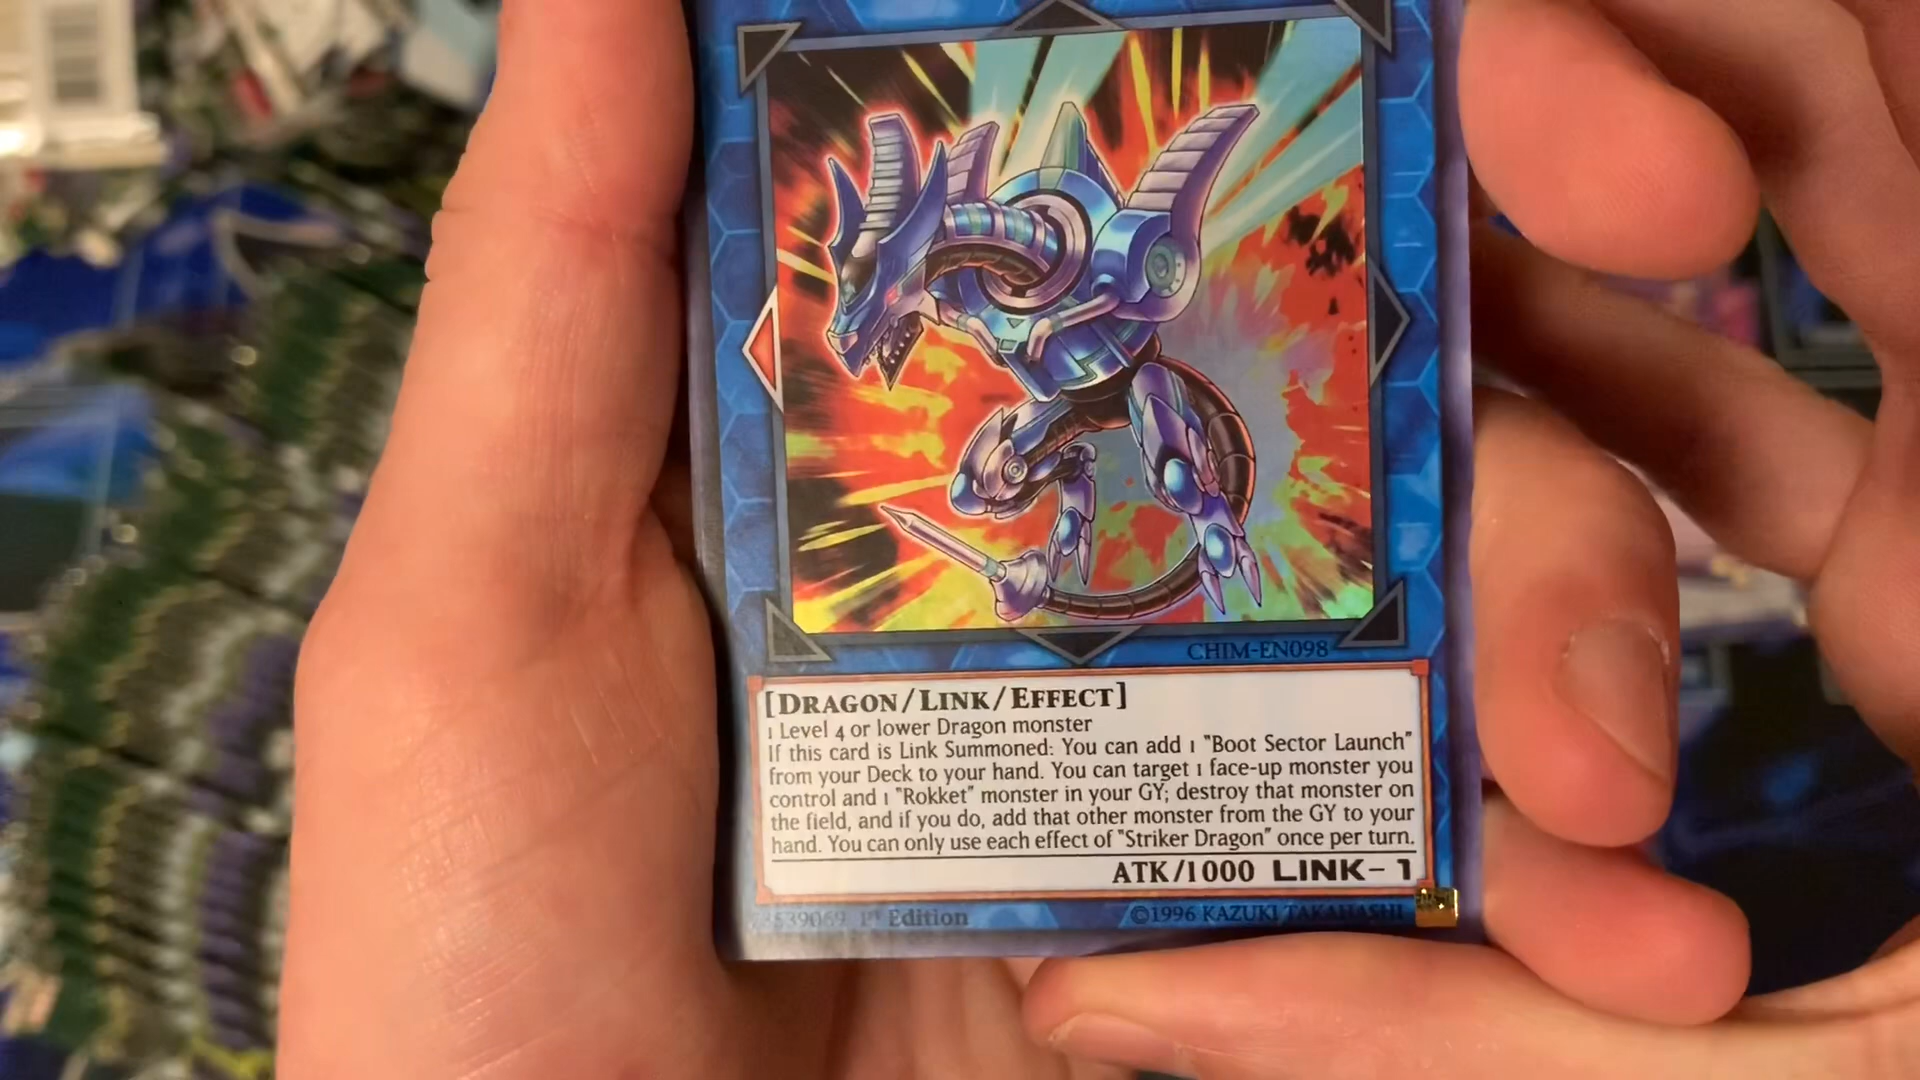 CHIM-EN098
[DRAGON/LINK/EFFECT]
1 Level 4 or lower Dragon monster
If this card is Link Summoned: You can add 1 "Boot Sector Launch"
from your Deck to your hand. You can target 1 face-up monster you
control and 1 "Rokket" monster in your GY; destroy that monster on
the field, and if you do, add that other monster from the GY to your
hand. You can only use each effect of "Striker Dragon" once per turn.
ATK/1000 LINK-1
1st Edition ©1996 KAZUKI TAKAHASHI